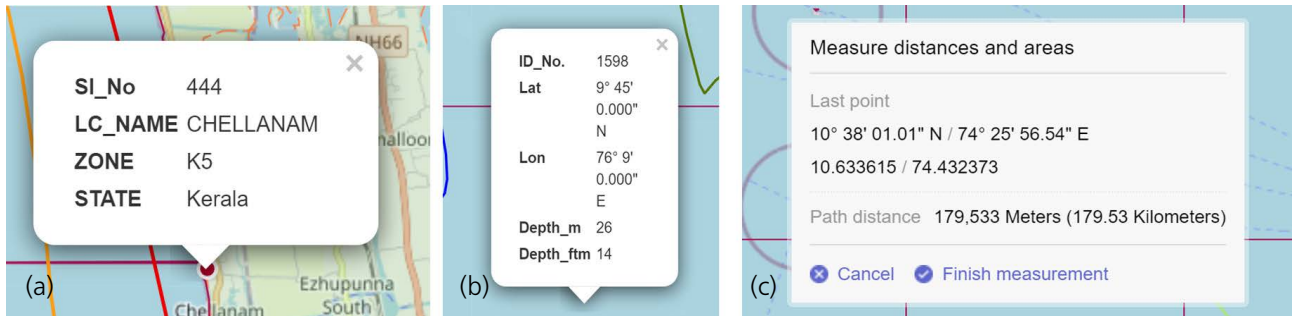 NH66
Sl_No 444
LC_NAME CHELLANAM
ZONE K5
STATE Kerala
Ezhupunna
South
Chellanam
(a)
ID_No. 1598
Lat 9° 45'
0.000"
N
Lon 76° 9'
0.000"
E
Depth_m 26
Depth_ftm 14
(b)
Measure distances and areas
Last point
10° 38' 01.01" N / 74° 25' 56.54" E
10.633615 / 74.432373
Path distance 179,533 Meters (179.53 Kilometers)
Cancel Finish measurement
(c)